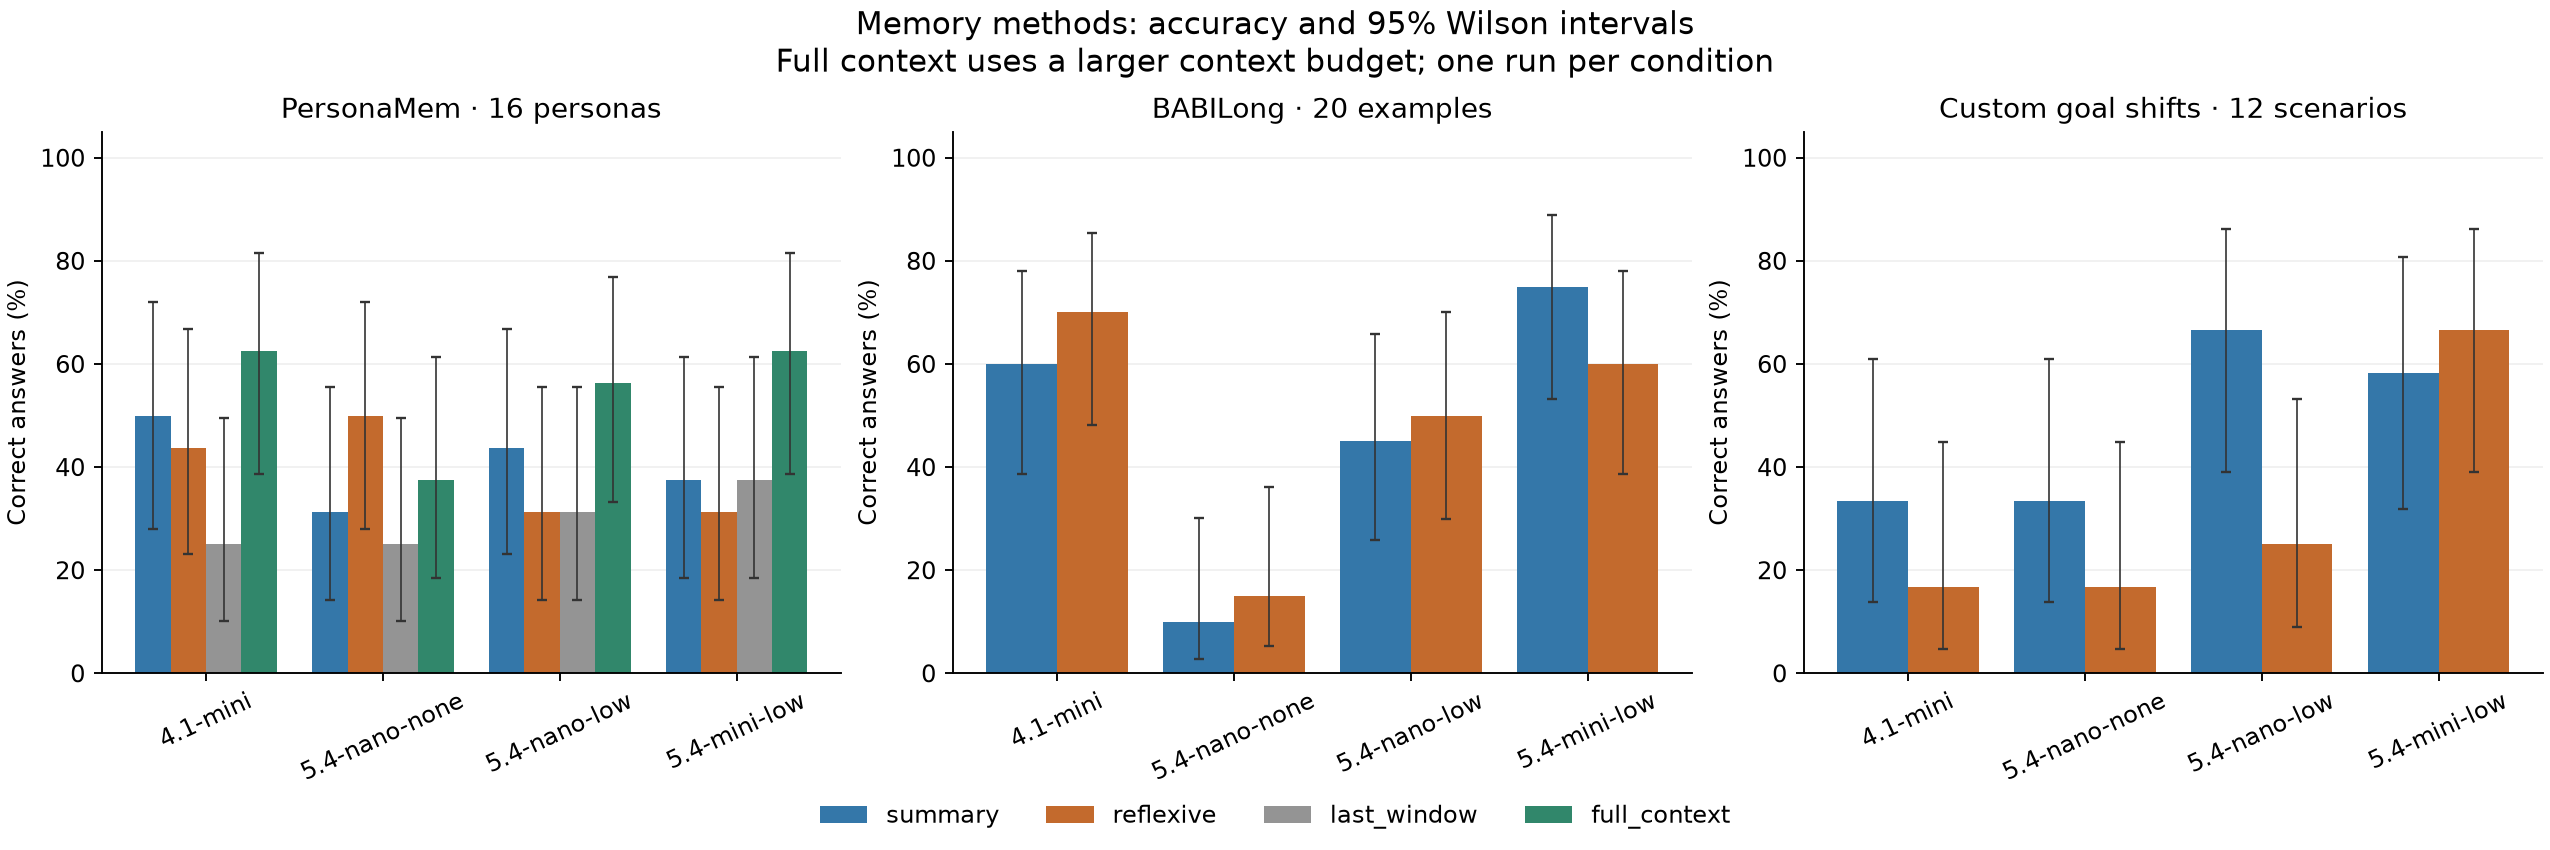 Memory methods: accuracy and 95% Wilson intervals
Full context uses a larger context budget; one run per condition
PersonaMem · 16 personas
Correct answers (%)
100
80
60
40
20
0
4.1-mini
5.4-nano-none
5.4-nano-low
5.4-mini-low
BABILong · 20 examples
Correct answers (%)
100
80
60
40
20
0
4.1-mini
5.4-nano-none
5.4-nano-low
5.4-mini-low
Custom goal shifts · 12 scenarios
Correct answers (%)
100
80
60
40
20
0
4.1-mini
5.4-nano-none
5.4-nano-low
5.4-mini-low
summary
reflexive
last_window
full_context